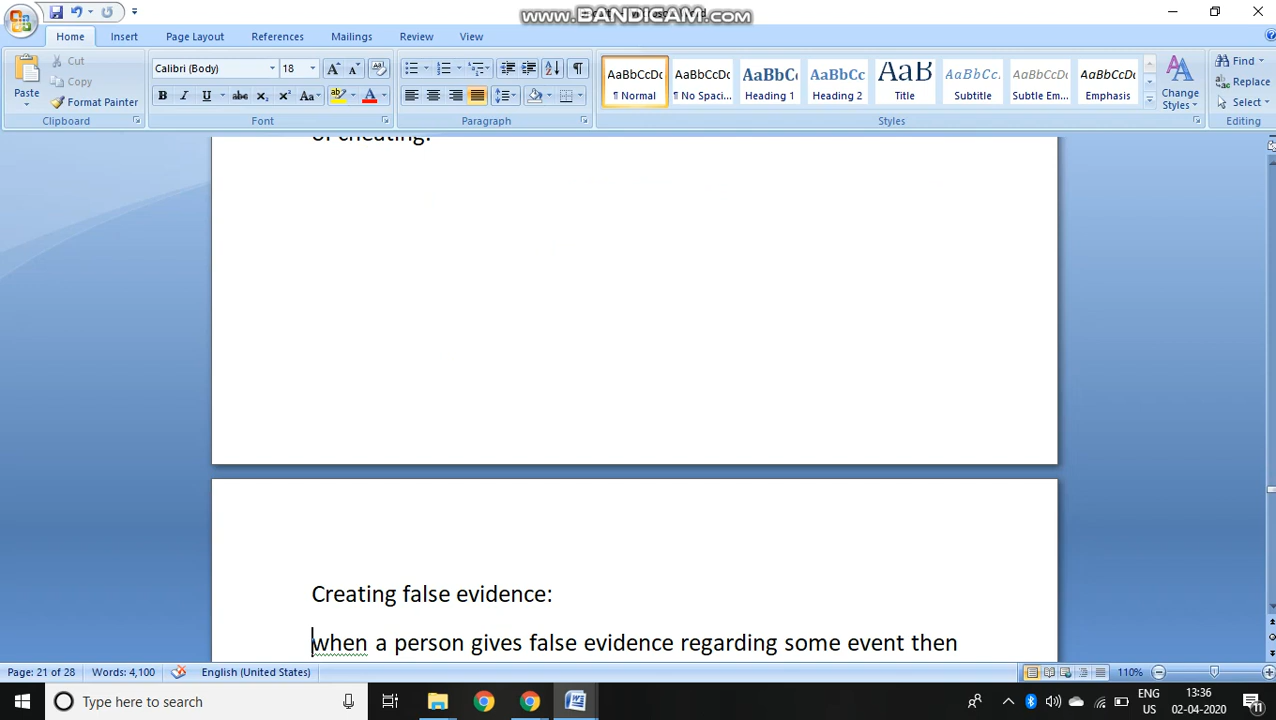 www.BANDICAM.com
Home Insert Page Layout References Mailings Review View
Cut
Copy
Paste
Format Painter
Clipboard
Calibri (Body) 18
Font
Paragraph
AaBbCcDc AaBbCcDc AaBbC AaBbCc AaB AaBbCc. AaBbCcDc AaBbCcDc
¶ Normal ¶ No Spaci... Heading 1 Heading 2 Title Subtitle Subtle Em... Emphasis
Styles
Change
Styles
Find
Replace
Select
Editing
of cheating.
Creating false evidence:
when a person gives false evidence regarding some event then
Page: 21 of 28 Words: 4,100 English (United States) 110%
Type here to search
ENG
US
13:36
02-04-2020
11